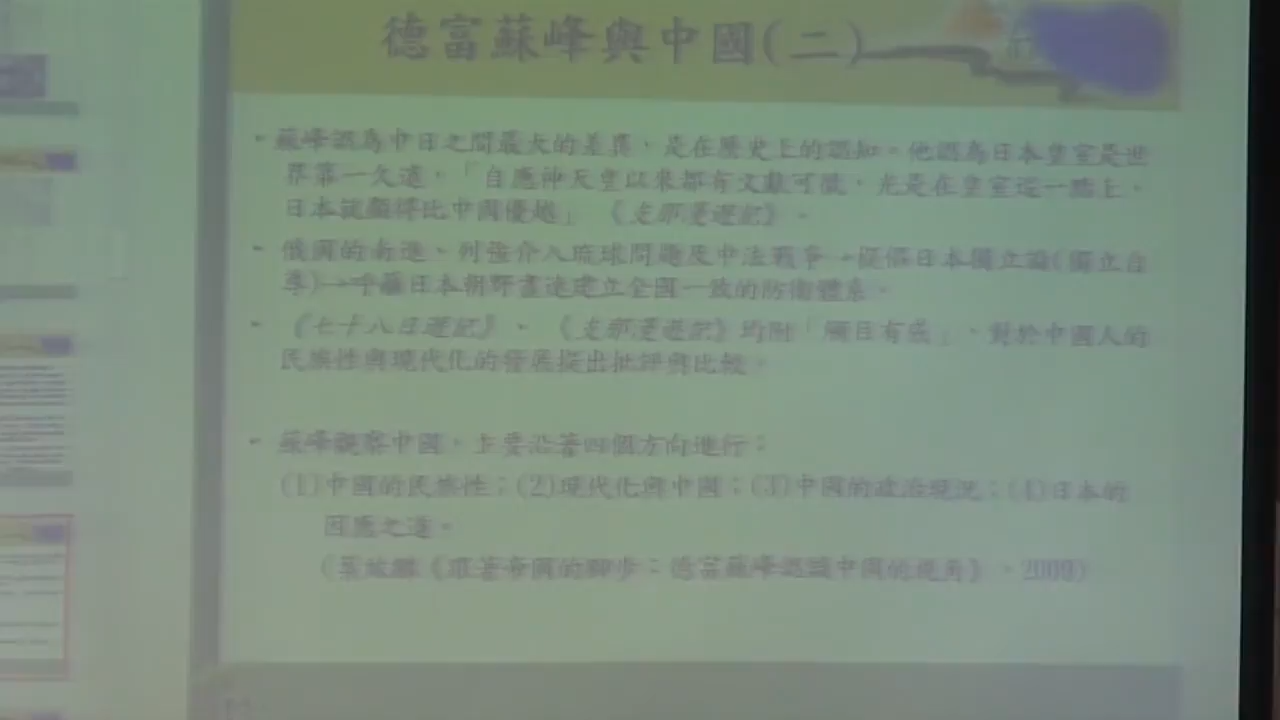 德富蘇峰與中國(二)
• 蘇峰認為中日之間最大的差異，是在歷史上的認知。他認為日本皇室是世
界第一久遠，「自應神天皇以來都有文獻可徵，光是在皇室這一點上，
日本就顯得比中國優越」《支那漫遊記》。
• 俄國的南進、列強介入琉球問題及中法戰爭→提倡日本獨立論(獨立自
尊)→呼籲日本朝野盡速建立全國一致的防衛體系。
• 《七十八日遊記》、《支那漫遊記》均附「觸目有感」、對於中國人的
民族性與現代化的發展提出批評與比較。
• 蘇峰觀察中國，主要沿著四個方向進行：
(1)中國的民族性；(2)現代化與中國；(3)中國的政治現況；(4)日本的
因應之道。
《跟著帝國的腳步：德富蘇峰認識中國的視角》，2009)